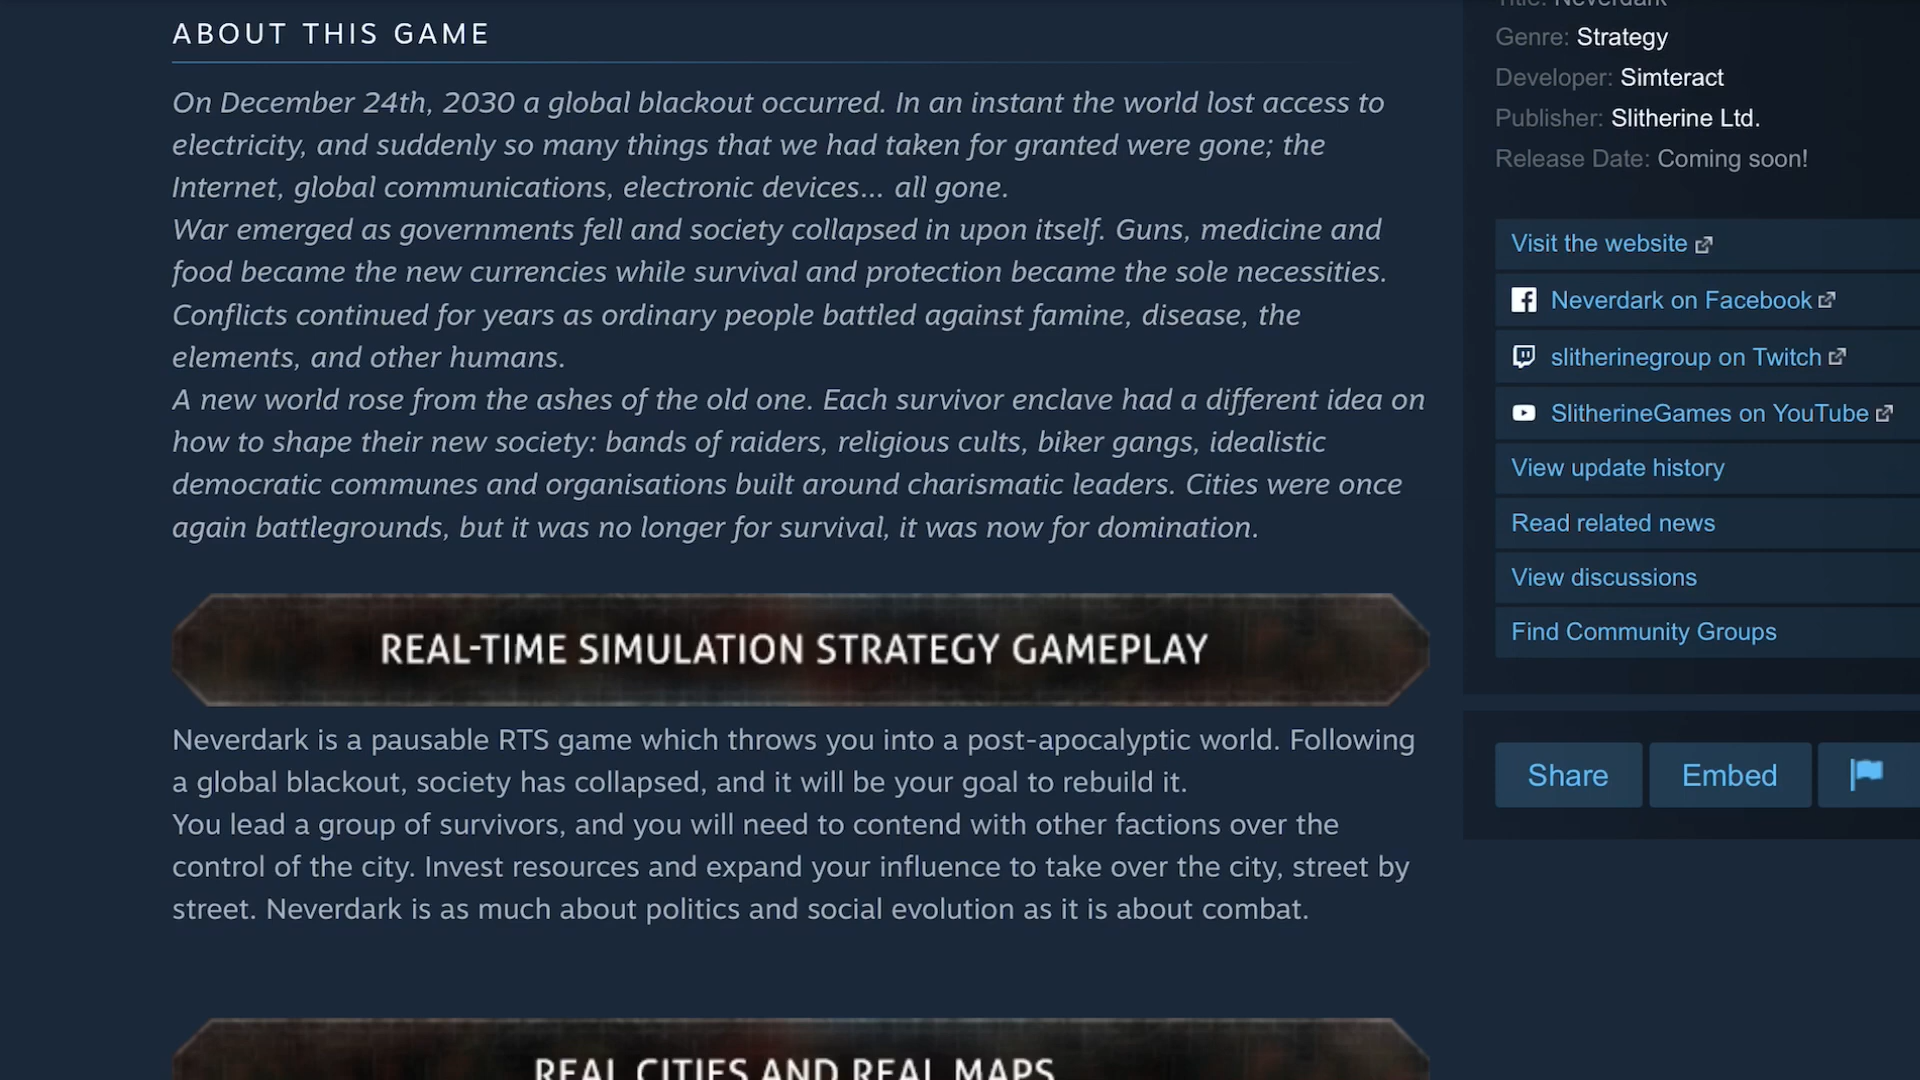 ABOUT THIS GAME
On December 24th, 2030 a global blackout occurred. In an instant the world lost access to
electricity, and suddenly so many things that we had taken for granted were gone; the
Internet, global communications, electronic devices... all gone.
War emerged as governments fell and society collapsed in upon itself. Guns, medicine and
food became the new currencies while survival and protection became the sole necessities.
Conflicts continued for years as ordinary people battled against famine, disease, the
elements, and other humans.
A new world rose from the ashes of the old one. Each survivor enclave had a different idea on
how to shape their new society: bands of raiders, religious cults, biker gangs, idealistic
democratic communes and organisations built around charismatic leaders. Cities were once
again battlegrounds, but it was no longer for survival, it was now for domination.
REAL-TIME SIMULATION STRATEGY GAMEPLAY
Neverdark is a pausable RTS game which throws you into a post-apocalyptic world. Following
a global blackout, society has collapsed, and it will be your goal to rebuild it.
You lead a group of survivors, and you will need to contend with other factions over the
control of the city. Invest resources and expand your influence to take over the city, street by
street. Neverdark is as much about politics and social evolution as it is about combat.
REAL CITIES AND REAL MAPS
Title: Neverdark
Genre: Strategy
Developer: Simteract
Publisher: Slitherine Ltd.
Release Date: Coming soon!
Visit the website
Neverdark on Facebook
slitherinegroup on Twitch
SlitherineGames on YouTube
View update history
Read related news
View discussions
Find Community Groups
Share
Embed